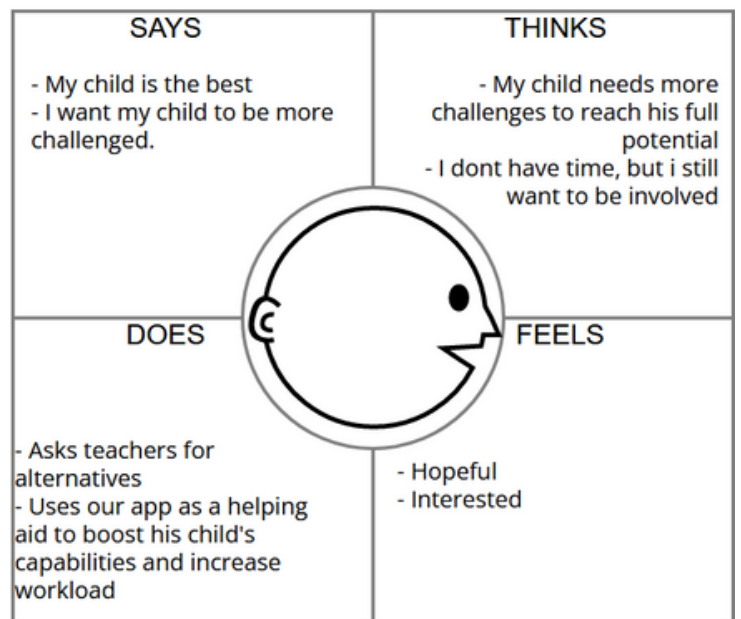 SAYS
- My child is the best
- I want my child to be more
challenged.
THINKS
- My child needs more
challenges to reach his full
potential
- I dont have time, but i still
want to be involved
DOES
- Asks teachers for
alternatives
- Uses our app as a helping
aid to boost his child's
capabilities and increase
workload
FEELS
- Hopeful
- Interested